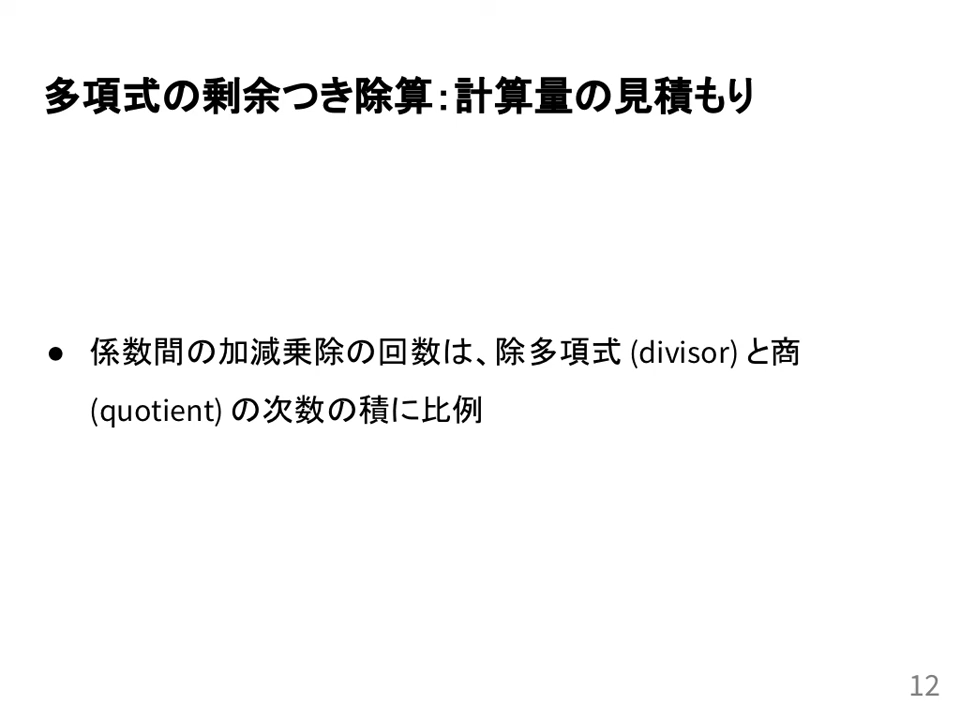 多項式の剰余つき除算：計算量の見積もり
● 係数間の加減乗除の回数は、除多項式 (divisor) と商
(quotient) の次数の積に比例
12